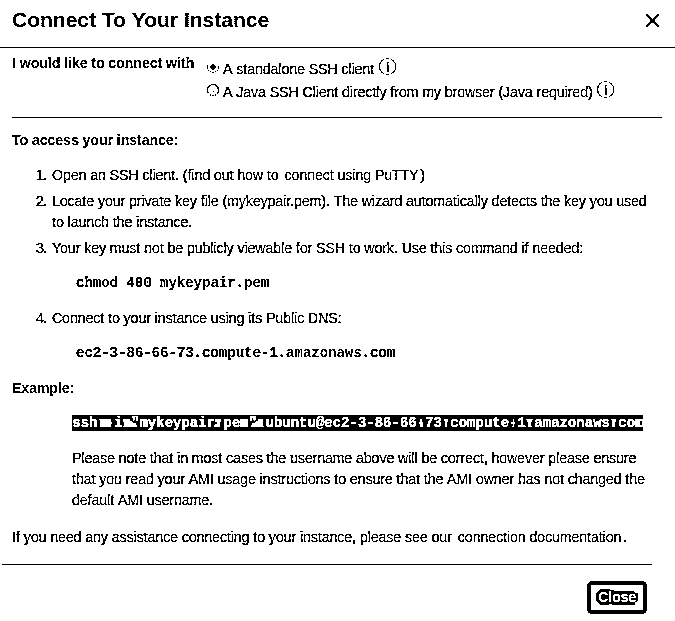 Connect To Your Instance
I would like to connect with
A standalone SSH client
A Java SSH Client directly from my browser (Java required)
To access your instance:
1. Open an SSH client. (find out how to connect using PuTTY)
2. Locate your private key file (mykeypair.pem). The wizard automatically detects the key you used
to launch the instance.
3. Your key must not be publicly viewable for SSH to work. Use this command if needed:
chmod 400 mykeypair.pem
4. Connect to your instance using its Public DNS:
ec2-3-86-66-73.compute-1.amazonaws.com
Example:
ssh -i "mykeypair.pem" ubuntu@ec2-3-86-66-73.compute-1.amazonaws.com
Please note that in most cases the username above will be correct, however please ensure
that you read your AMI usage instructions to ensure that the AMI owner has not changed the
default AMI username.
If you need any assistance connecting to your instance, please see our connection documentation.
Close